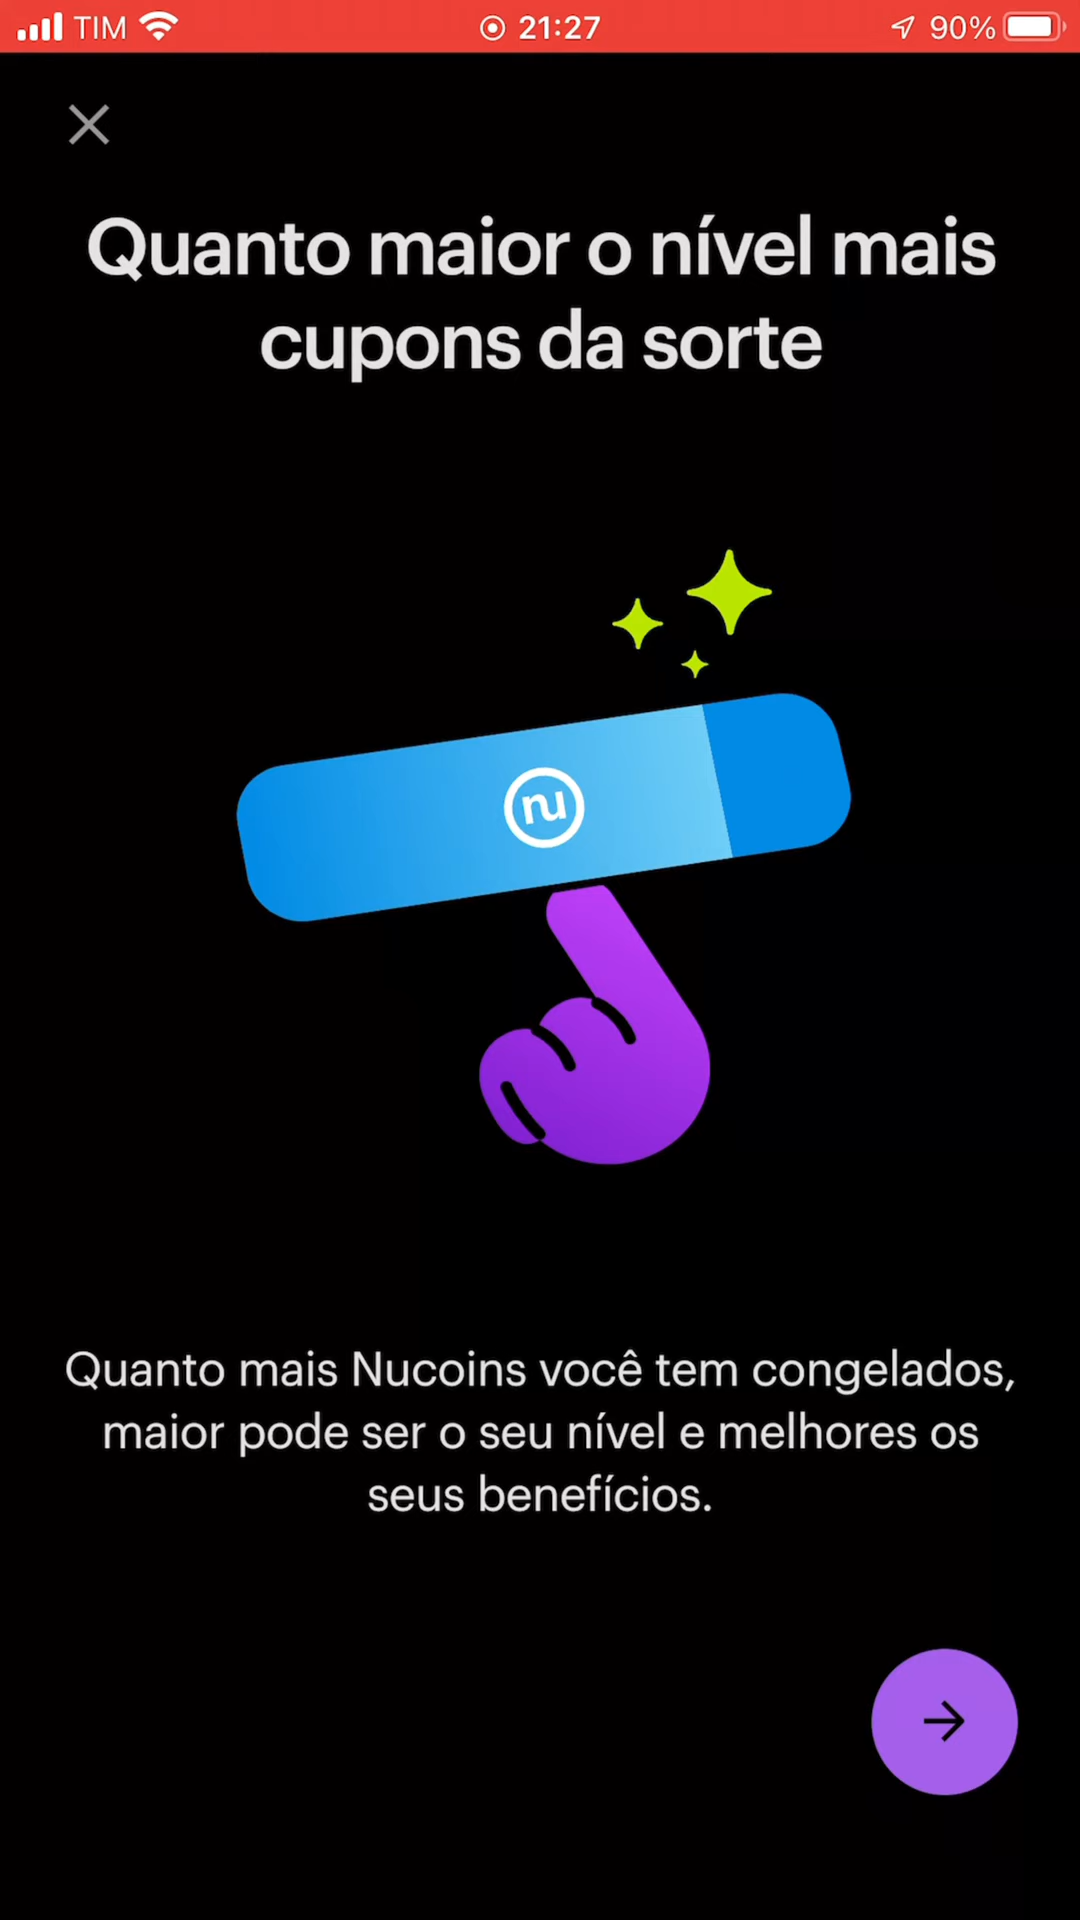 TIM 21:27 90%
Quanto maior o nível mais
cupons da sorte
nu
Quanto mais Nucoins você tem congelados,
maior pode ser o seu nível e melhores os
seus benefícios.